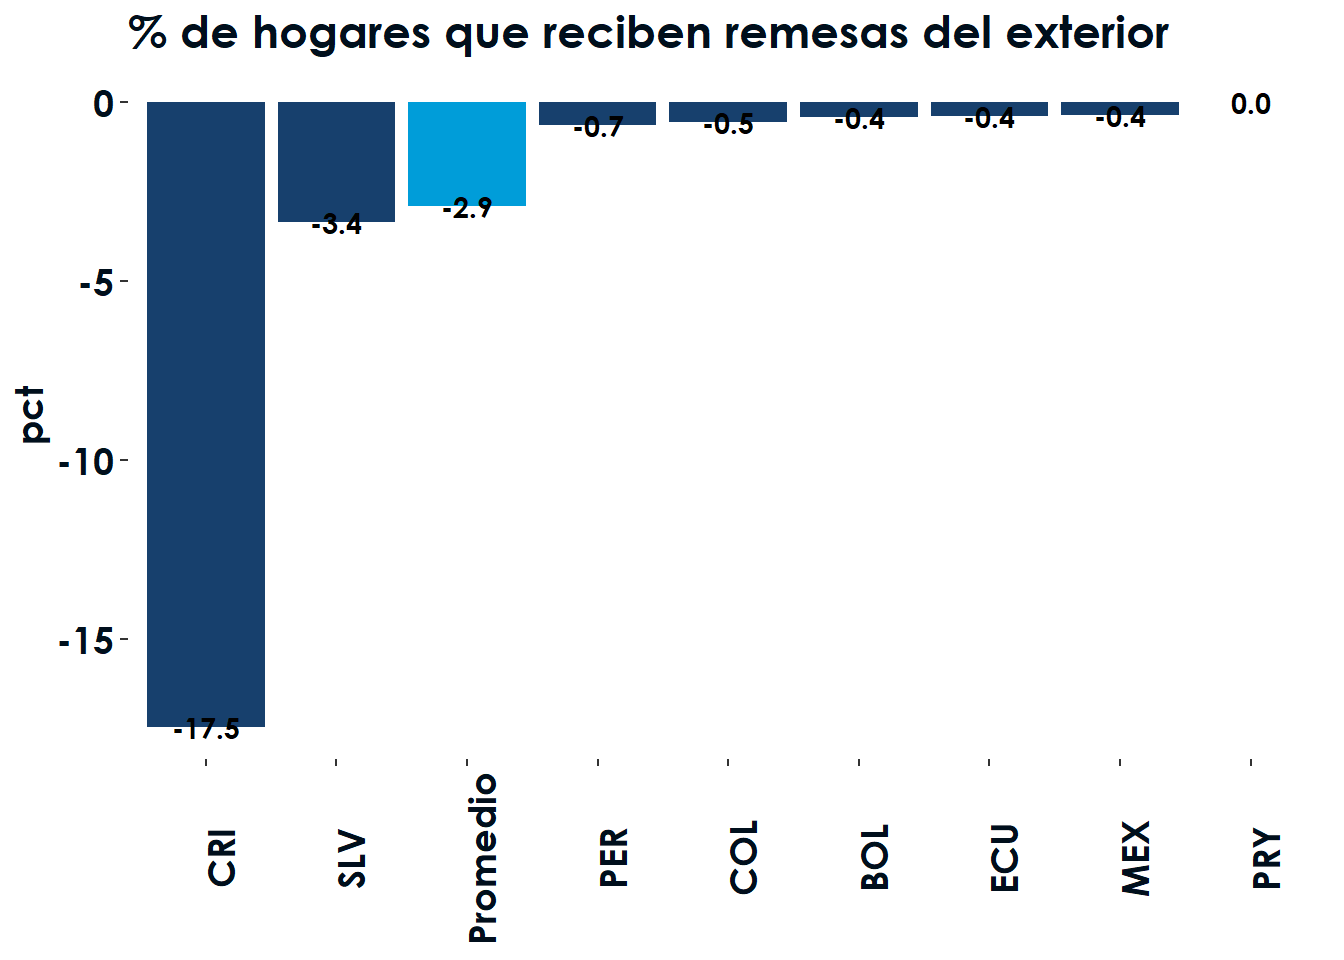 % de hogares que reciben remesas del exterior
0
-5
-10
-15
pct
-17.5
-3.4
-2.9
-0.7
-0.5
-0.4
-0.4
-0.4
0.0
CRI
SLV
Promedio
PER
COL
BOL
ECU
MEX
PRY